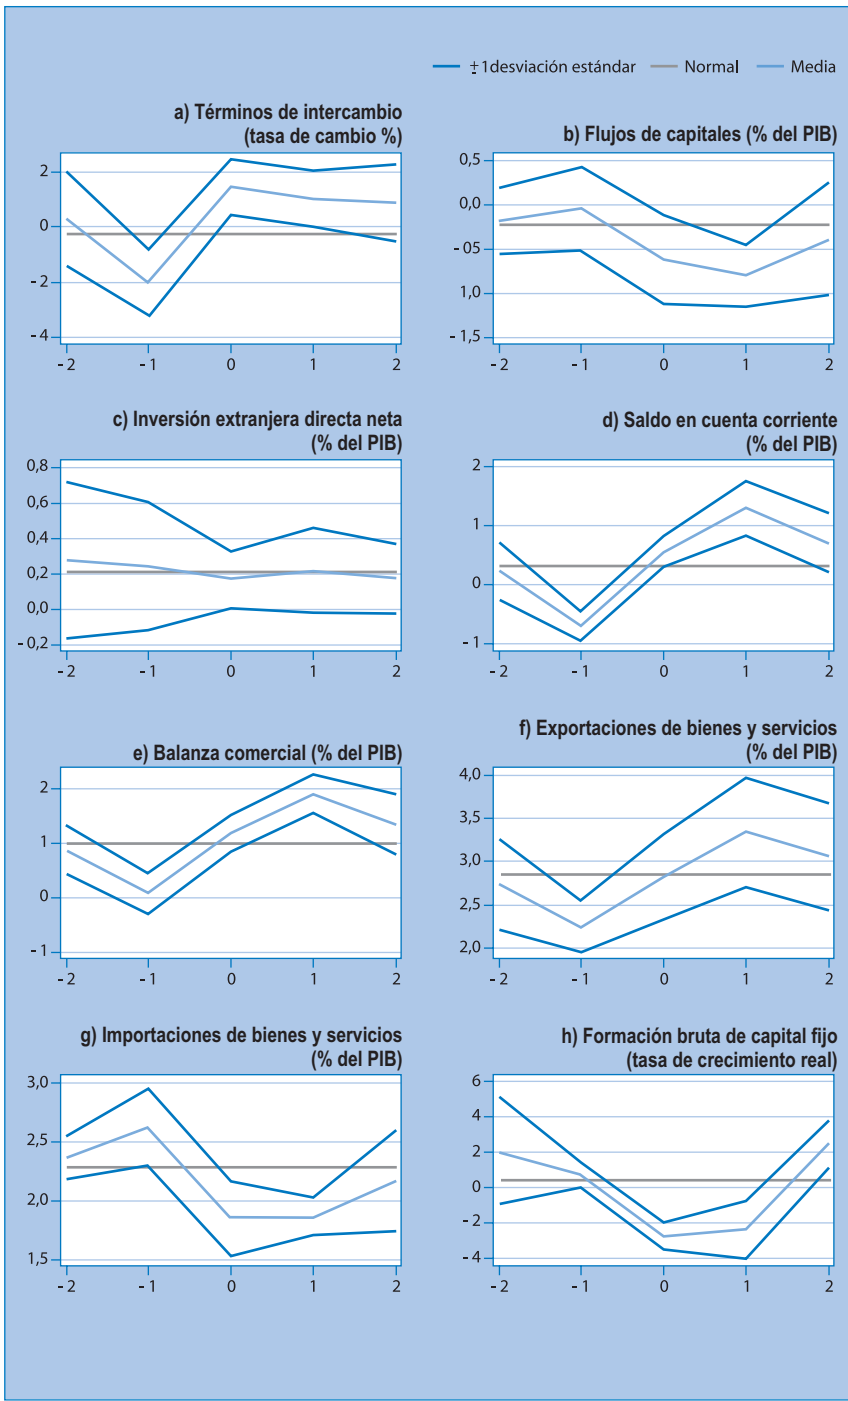 ±1desviación estándar Normal Media
a) Términos de intercambio
(tasa de cambio %)
2
0
- 2
- 4
- 2 - 1 0 1 2
b) Flujos de capitales (% del PIB)
0,5
0,0
- 05
1,0
- 1,5
- 2 - 1 0 1 2
c) Inversión extranjera directa neta
(% del PIB)
0,8
0,6
0,4
0,2
0,0
- 0,2
- 2 - 1 0 1 2
d) Saldo en cuenta corriente
(% del PIB)
2
1
0
- 1
- 2 - 1 0 1 2
e) Balanza comercial (% del PIB)
2
1
0
- 1
- 2 - 1 0 1 2
f) Exportaciones de bienes y servicios
(% del PIB)
4,0
3,5
3,0
2,5
2,0
- 2 - 1 0 1 2
g) Importaciones de bienes y servicios
(% del PIB)
3,0
2,5
2,0
1,5
- 2 - 1 0 1 2
h) Formación bruta de capital fijo
(tasa de crecimiento real)
6
4
2
0
- 2
- 4
- 2 - 1 0 1 2